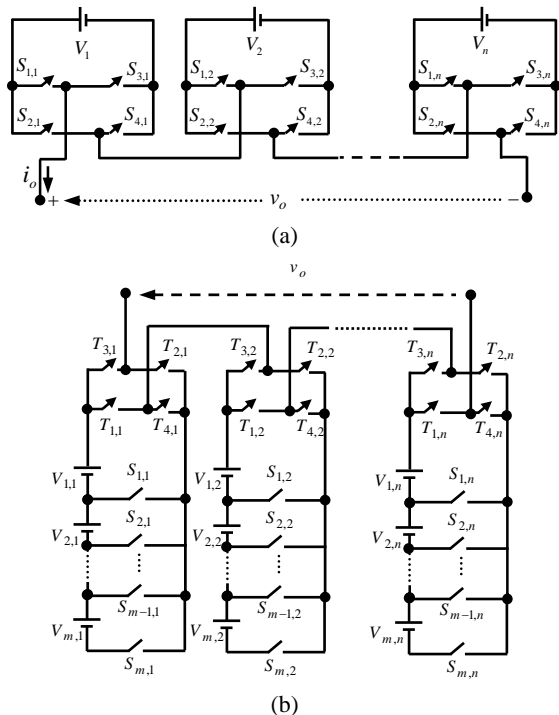 V₁ V₂ Vₙ
S₁,₁ S₃,₁ S₁,₂ S₃,₂ S₁,ₙ S₃,ₙ
S₂,₁ S₄,₁ S₂,₂ S₄,₂ S₂,ₙ S₄,ₙ
iₒ + vₒ −
(a)
vₒ
T₃,₁ T₂,₁ T₃,₂ T₂,₂ T₃,ₙ T₂,ₙ
T₁,₁ T₄,₁ T₁,₂ T₄,₂ T₁,ₙ T₄,ₙ
V₁,₁ S₁,₁ V₁,₂ S₁,₂ V₁,ₙ S₁,ₙ
V₂,₁ S₂,₁ V₂,₂ S₂,₂ V₂,ₙ S₂,ₙ
Sₘ₋₁,₁ Sₘ₋₁,₂ Sₘ₋₁,ₙ
Vₘ,₁ Vₘ,₂ Vₘ,ₙ
Sₘ,₁ Sₘ,₂ Sₘ,ₙ
(b)